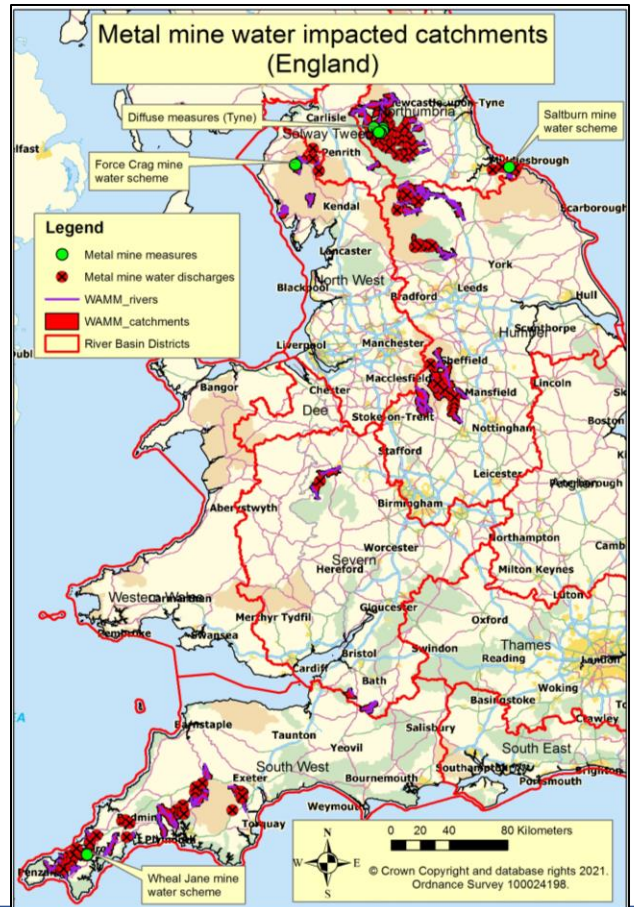 Metal mine water impacted catchments
(England)
Carlisle
Newcastle-upon-Tyne
Northumbria
Diffuse measures (Tyne)
Solway Tweed
Saltburn mine
water scheme
Penrith
Force Crag mine
water scheme
Kendal
Scarborough
Legend
Metal mine measures
Metal mine water discharges
WAMM_rivers
WAMM_catchments
River Basin Districts
Lancaster
York
North West
Blackpool
Bradford
Leeds
Hull
Humber
Scunthorpe
Liverpool
Manchester
Sheffield
Bangor
Chester
Macclesfield
Mansfield
Lincoln
Dee
Stoke-on-Trent
Nottingham
Boston
Stafford
Leicester
Peterborough
Birmingham
Aberystwyth
Northampton
Worcester
Camb
Hereford
Severn
Milton Keynes
Western Wales
Gloucester
Luton
Pembroke
Merthyr Tydfil
Oxford
Swansea
Swindon
Thames
Cardiff
Bristol
Reading
London
Bath
Basingstoke
Woking
Crawley
Barnstaple
Taunton
Salisbury
Yeovil
South East
Southampton
South West
Exeter
Bournemouth
Portsmouth
Brighton
Weymouth
Torquay
Plymouth
Wheal Jane mine
water scheme
N
W
E
S
0 20 40 80 Kilometers
© Crown Copyright and database rights 2021.
Ordnance Survey 100024198.